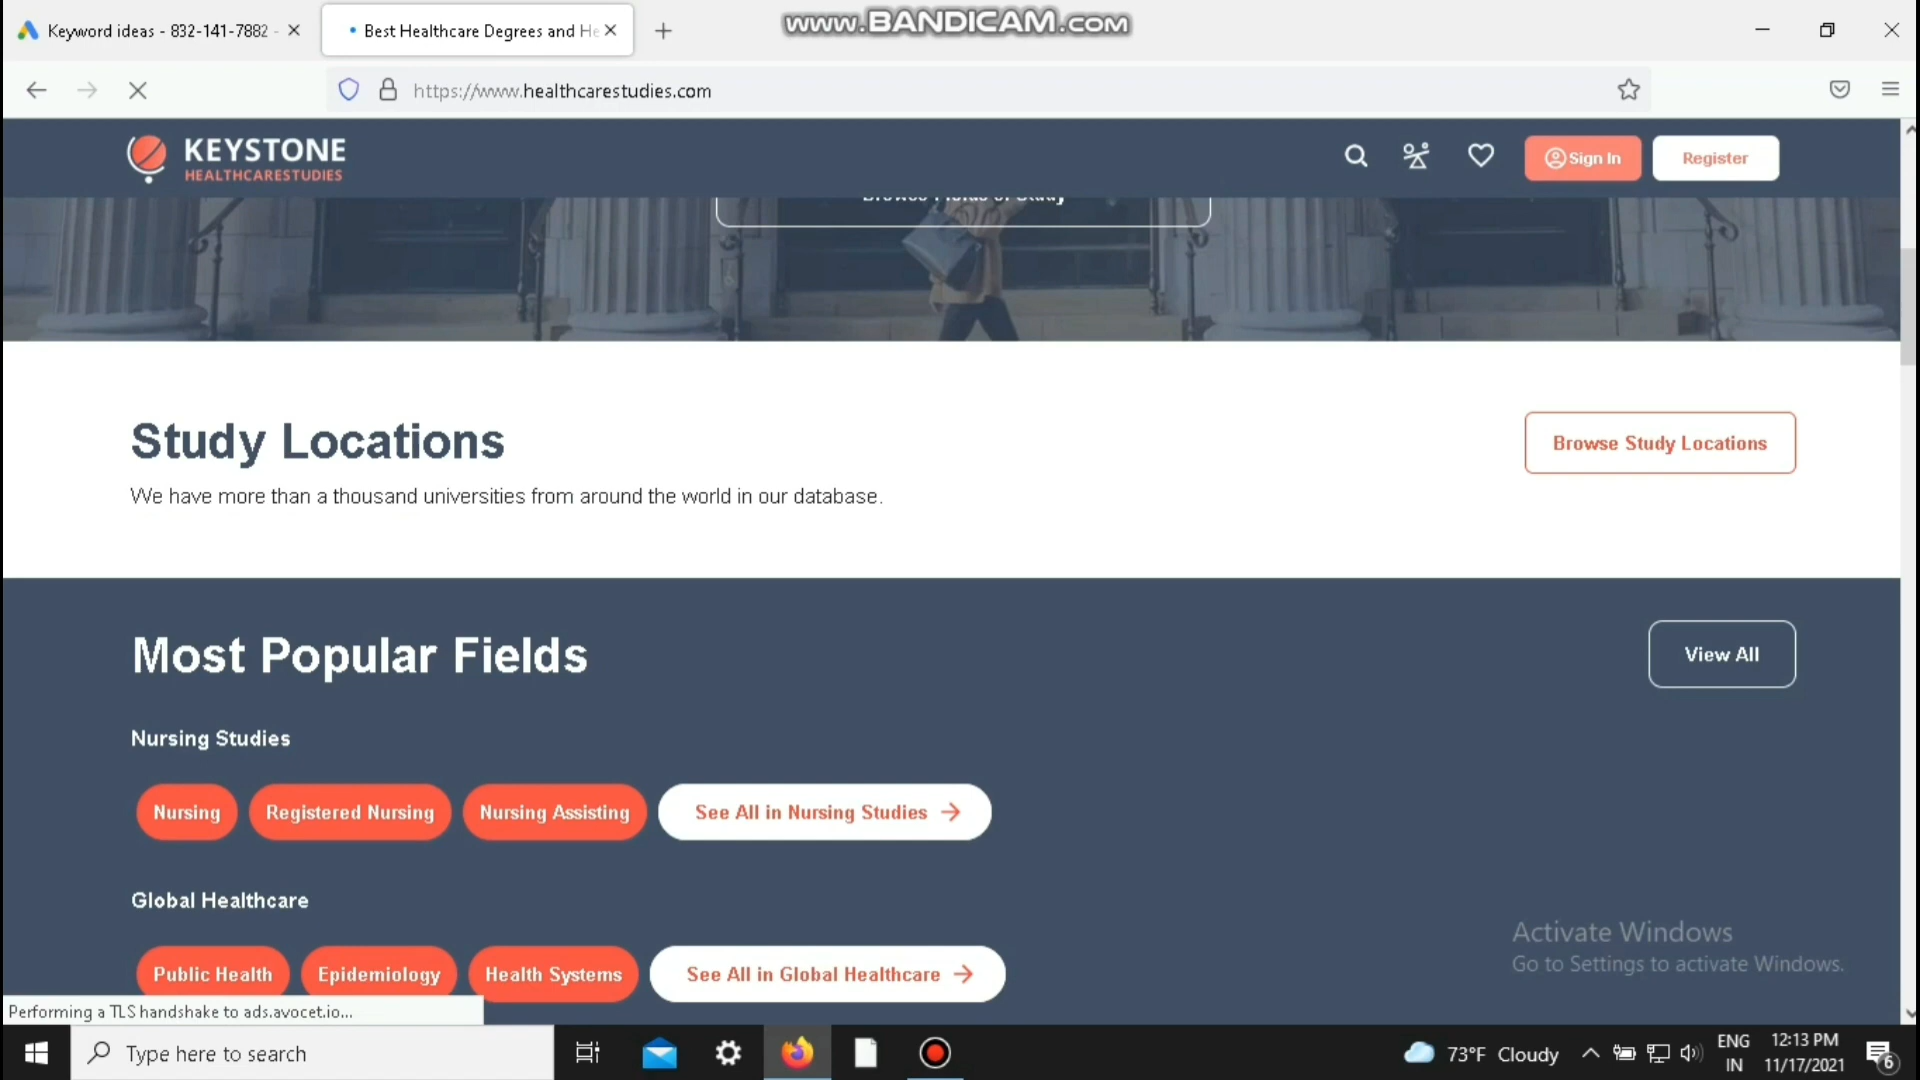 Keyword ideas - 832-141-7882 -
Best Healthcare Degrees and He
www.BANDICAM.com
https://www.healthcarestudies.com
KEYSTONE
HEALTHCARESTUDIES
Sign In
Register
Browse Fields of Study
Study Locations
Browse Study Locations
We have more than a thousand universities from around the world in our database.
Most Popular Fields
View All
Nursing Studies
Nursing
Registered Nursing
Nursing Assisting
See All in Nursing Studies →
Global Healthcare
Public Health
Epidemiology
Health Systems
See All in Global Healthcare →
Activate Windows
Go to Settings to activate Windows.
Performing a TLS handshake to ads.avocet.io...
Type here to search
73°F Cloudy
ENG
IN
12:13 PM
11/17/2021
6